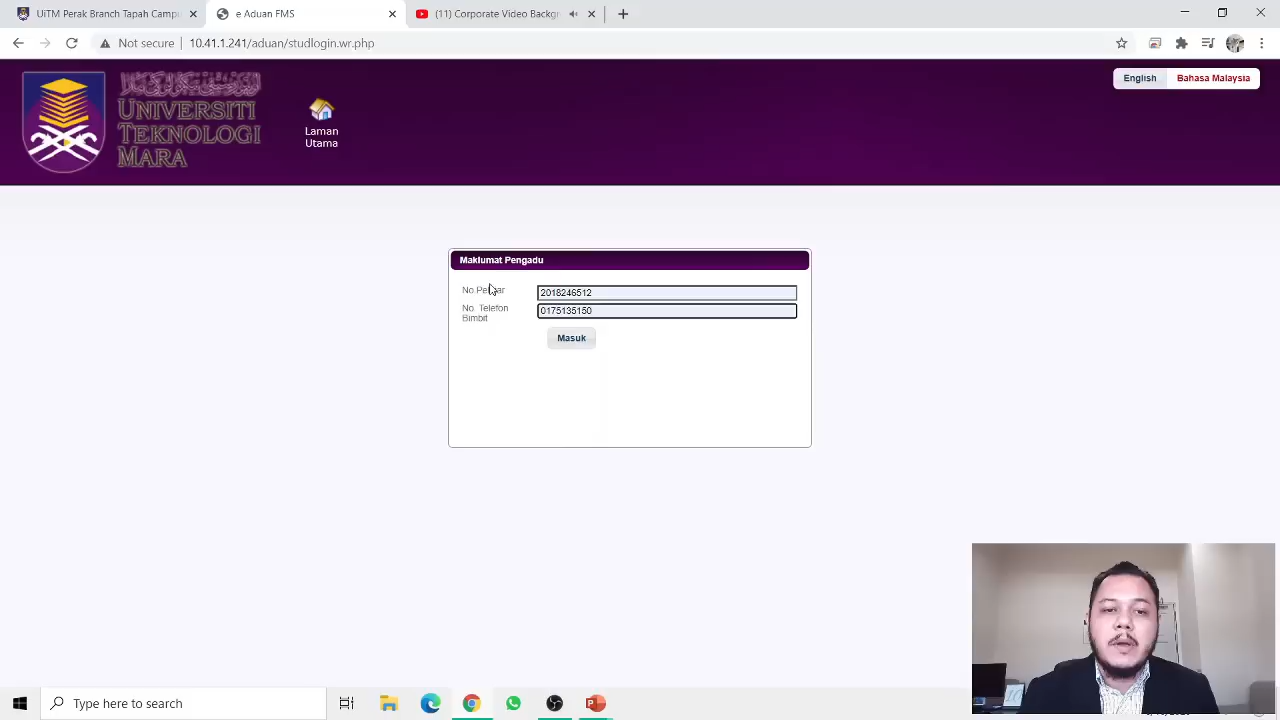 UiTM Perak Branch Tapah Campu
e Aduan FMS
(11) Corporate Video Backgr
Not secure
10.41.1.241/aduan/studlogin.wr.php
UNIVERSITI
TEKNOLOGI
MARA
Laman
Utama
English
Bahasa Malaysia
Maklumat Pengadu
No
2018246512
No. Telefon
Bimbit
0175135150
Masuk
Type here to search